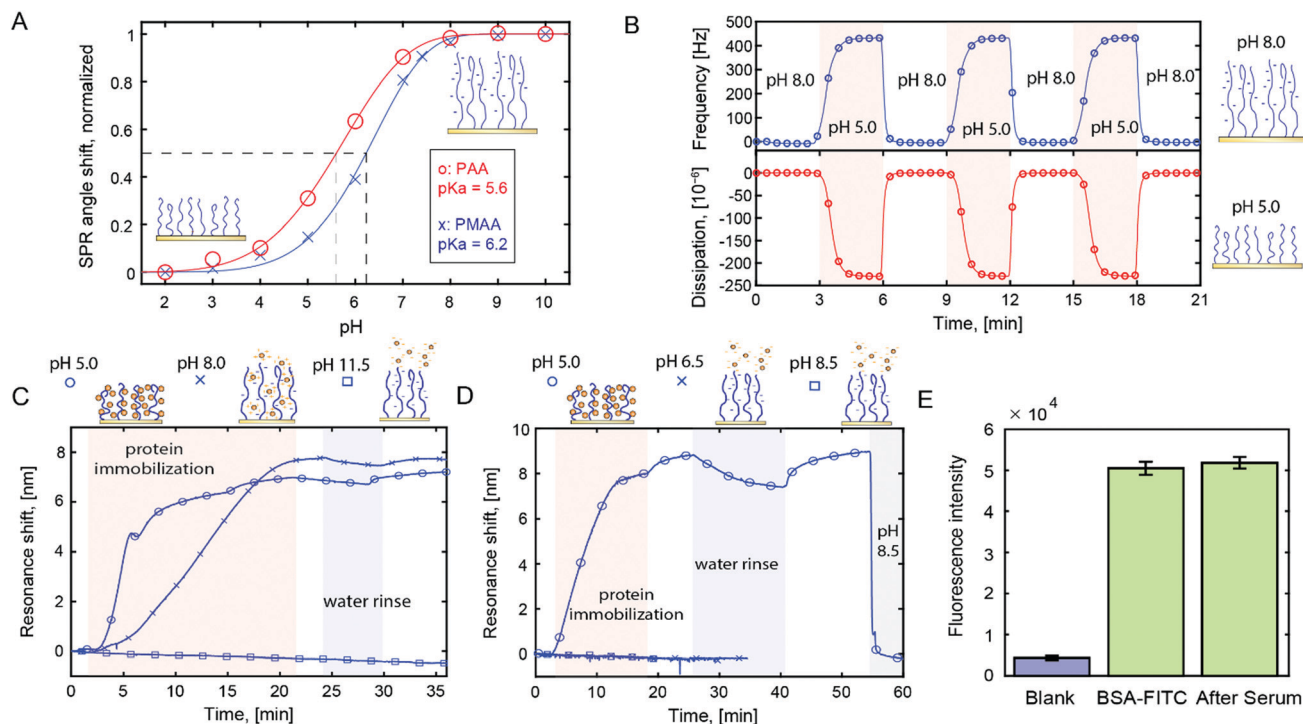 A
SPR angle shift, normalized
1
0.8
0.6
0.4
0.2
0
2 3 4 5 6 7 8 9 10
pH
o: PAA
pKa = 5.6
x: PMAA
pKa = 6.2
B
Frequency [Hz]
500
400
300
200
100
0
pH 8.0 pH 8.0 pH 8.0 pH 8.0
pH 5.0 pH 5.0 pH 5.0
pH 8.0
Dissipation, [10⁻⁶]
0
-50
-100
-150
-200
-250
pH 5.0
0 3 6 9 12 15 18 21
Time, [min]
C
pH 5.0 pH 8.0 pH 11.5
Resonance shift, [nm]
8
6
4
2
0
protein
immobilization
water rinse
0 5 10 15 20 25 30 35
Time, [min]
D
pH 5.0 pH 6.5 pH 8.5
Resonance shift, [nm]
10
8
6
4
2
0
protein
immobilization
water rinse
pH
8.5
0 10 20 30 40 50 60
Time, [min]
E
× 10⁴
Fluorescence intensity
6
5
4
3
2
1
0
Blank BSA-FITC After Serum